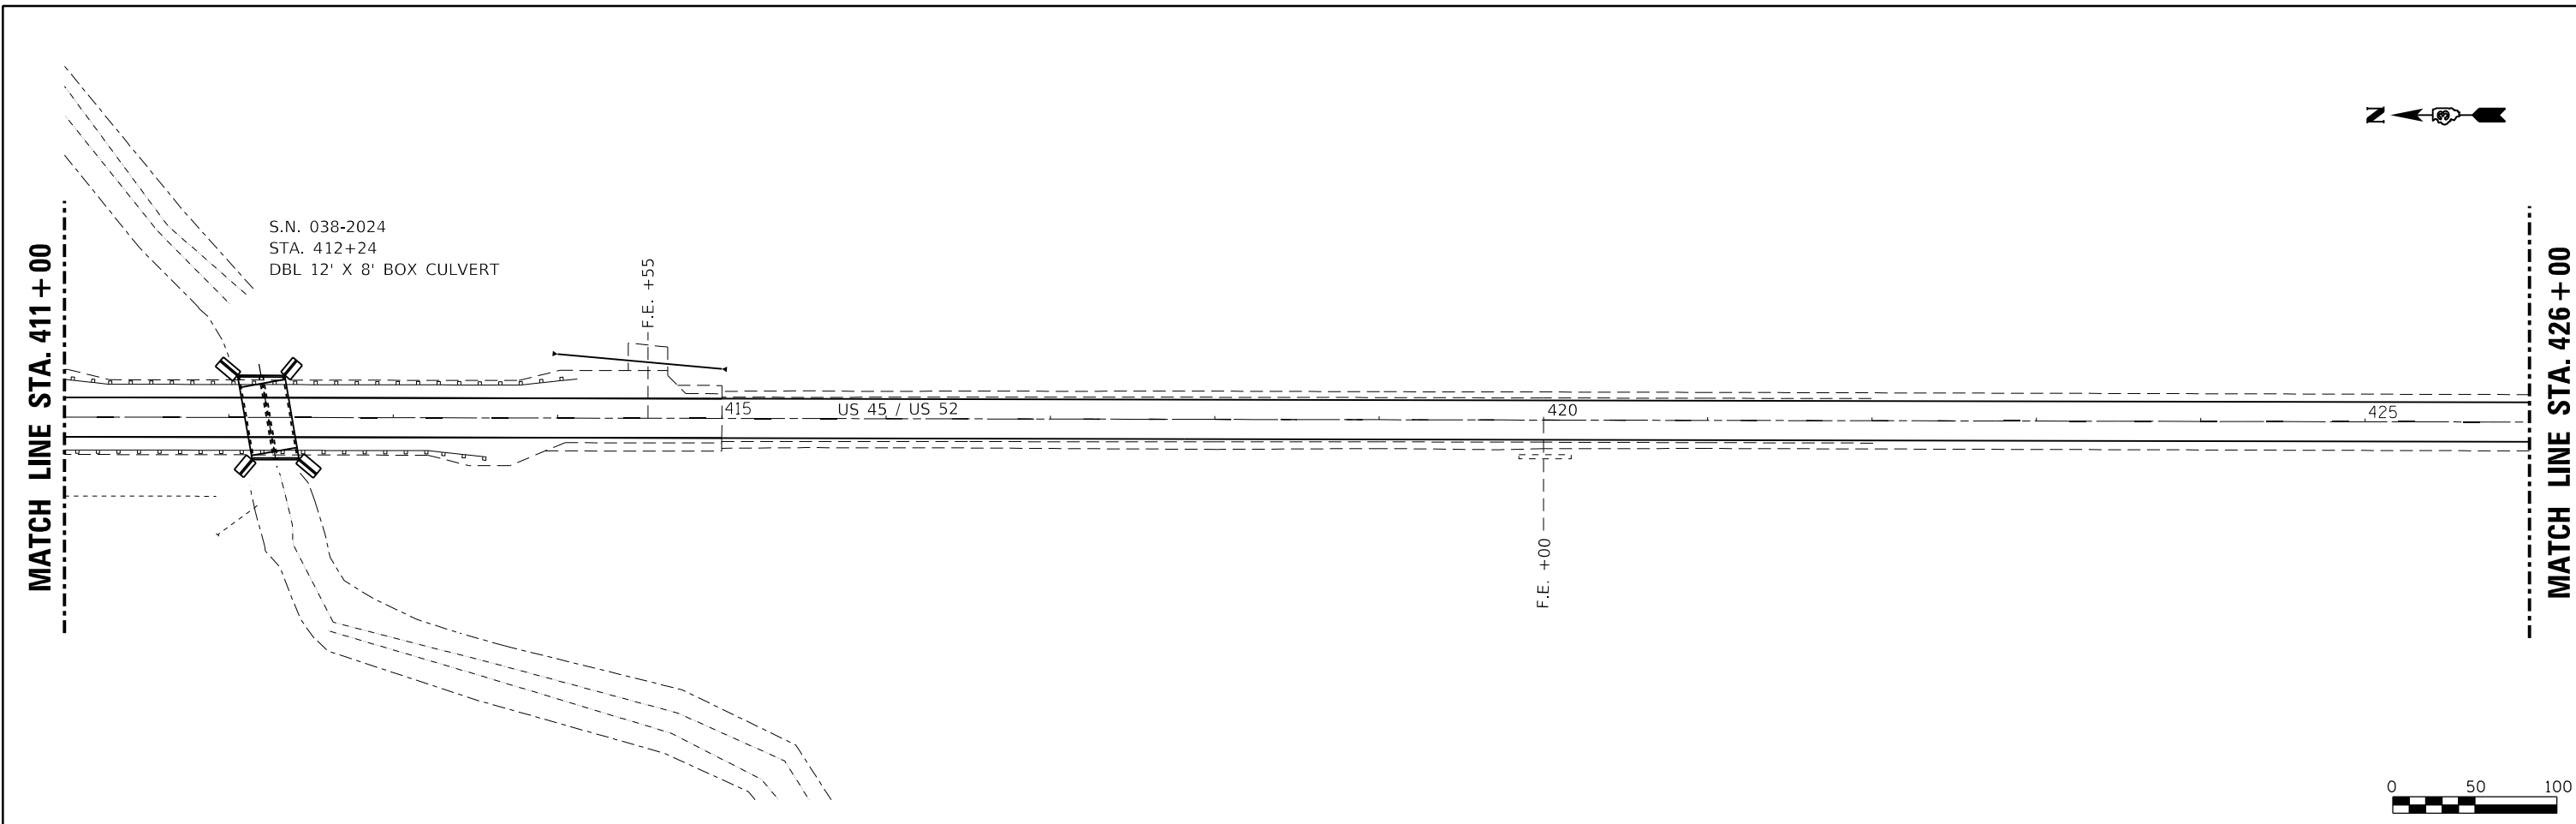 N
S.N. 038-2024
STA. 412+24
DBL 12' X 8' BOX CULVERT
MATCH LINE STA. 411+00
F.E. +55
415
US 45 / US 52
420
425
F.E. +00
MATCH LINE STA. 426+00
0 50 100